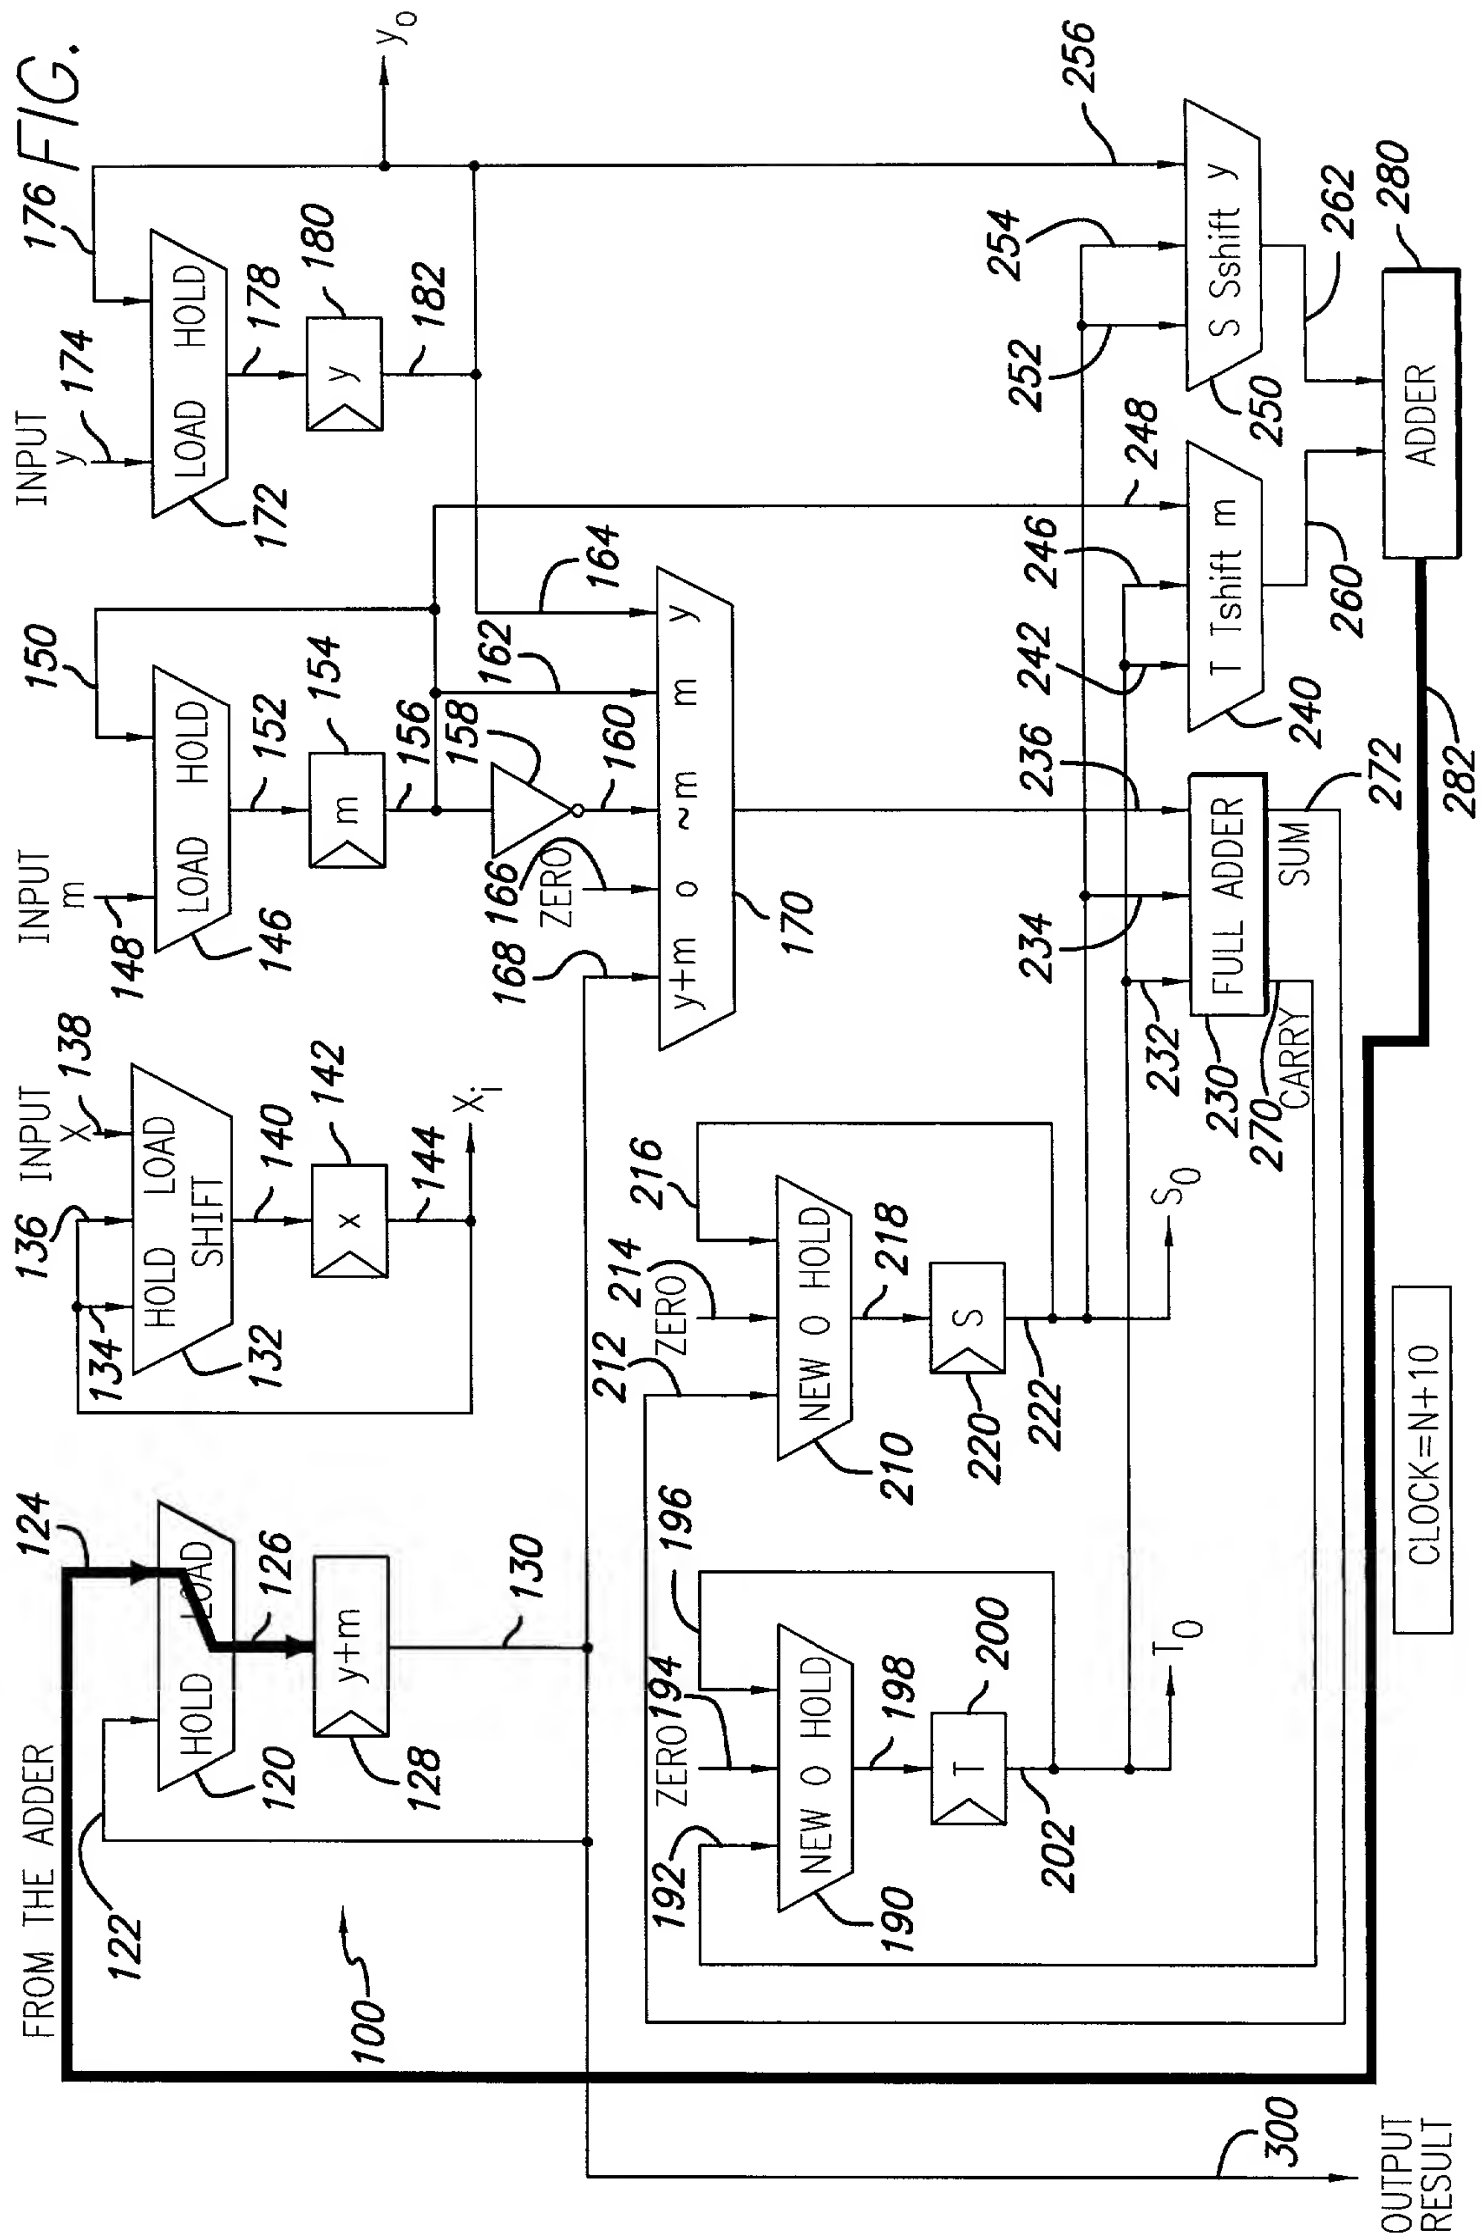 FIG.
FROM THE ADDER
122
124
HOLD LOAD
120
126
y+m
128
130
100
INPUT
X
134
136
138
HOLD LOAD
SHIFT
132
140
x
142
144
Xi
INPUT
m
148
150
LOAD HOLD
146
152
m
154
156
158
160
162
164
ZERO
166
168
y+m o ~m m y
170
INPUT
y
174
176
LOAD HOLD
172
178
y
180
182
yo
192
ZERO
194
196
NEW O HOLD
190
198
T
200
202
T0
212
ZERO
214
216
NEW O HOLD
210
218
S
220
222
S0
232
234
236
FULL ADDER
230
CARRY
270
SUM
272
242
246
248
T Tshift m
240
252
254
256
S Sshift y
250
260
262
ADDER
280
282
CLOCK=N+10
300
OUTPUT
RESULT